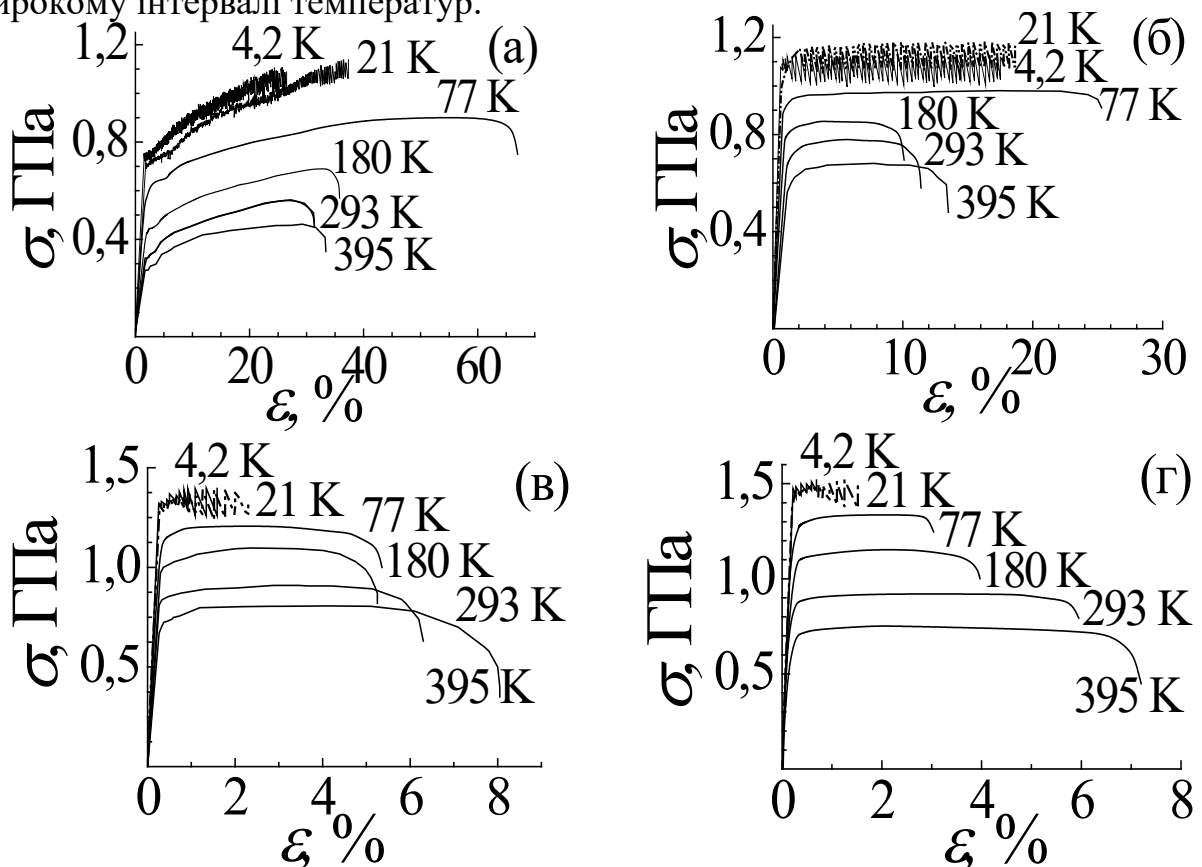 ирокому інтервалі температур.
1,2
0,8
0,4
σ, ГПа
4,2 K
21 K
77 K
180 K
293 K
395 K
(а)
0 20 40 60
ε, %
1,2
0,8
0,4
σ, ГПа
21 K
4,2 K
77 K
180 K
293 K
395 K
(б)
0 10 20 30
ε, %
1,5
1,0
0,5
σ, ГПа
4,2 K
21 K
77 K
180 K
293 K
395 K
(в)
0 2 4 6 8
ε, %
1,5
1,0
0,5
σ, ГПа
4,2 K
21 K
77 K
180 K
293 K
395 K
(г)
0 2 4 6 8
ε, %